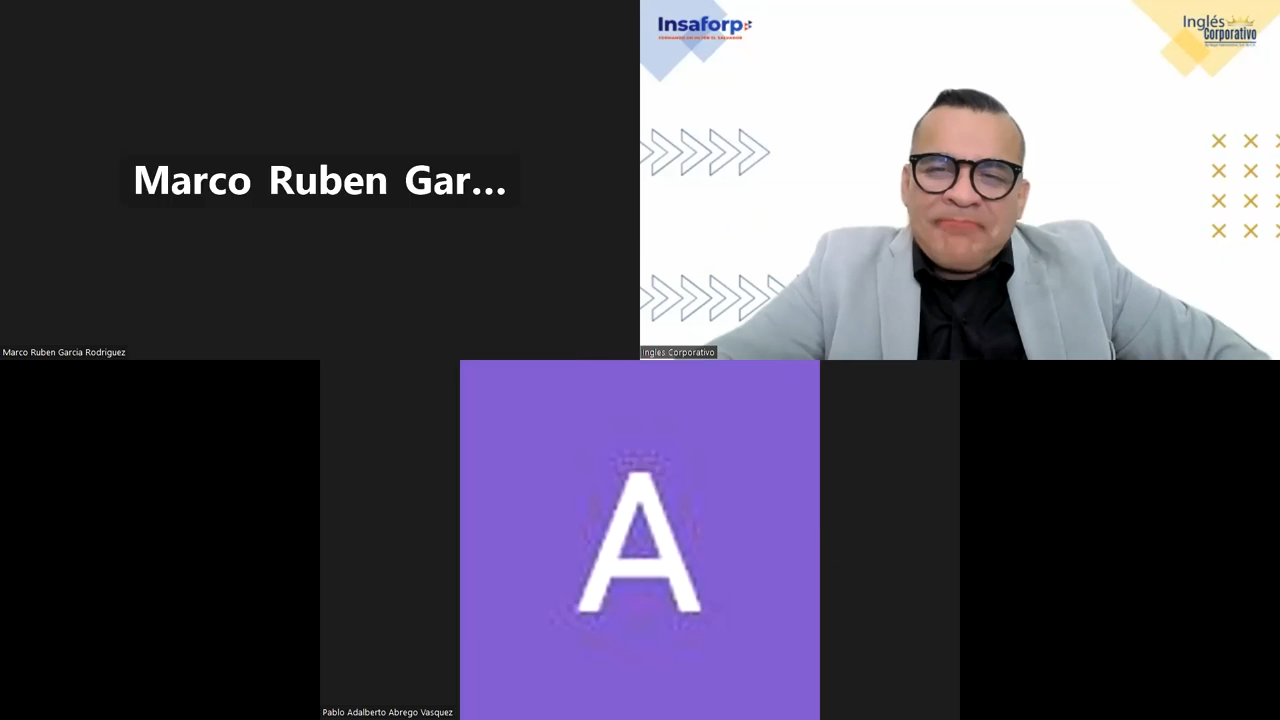 Marco Ruben Gar...
Marco Ruben Garcia Rodriguez
Insaforp
Inglés
Corporativo
Ingles Corporativo
A
Pablo Adalberto Abrego Vasquez